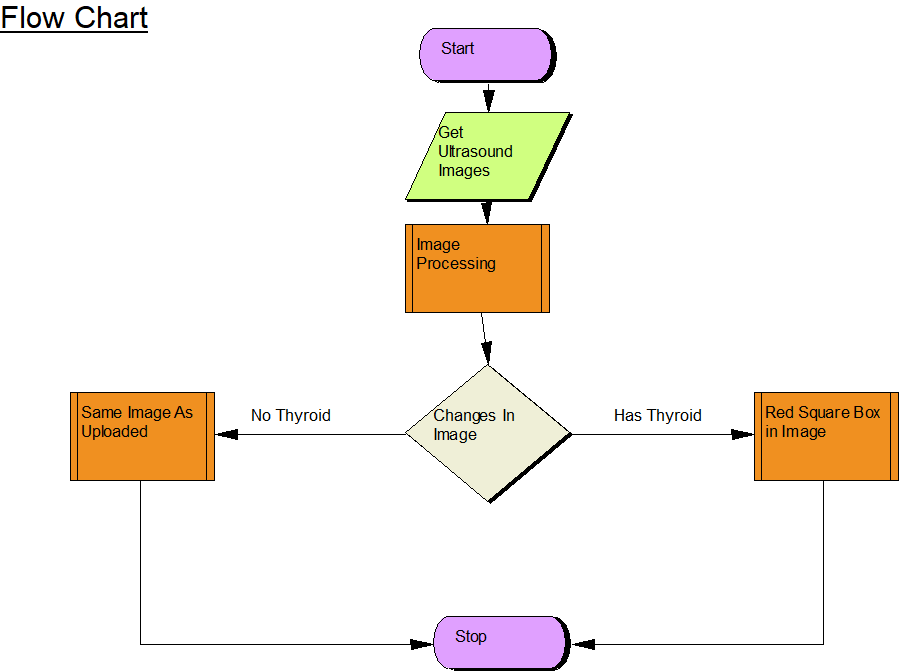 Flow Chart
Start
Get
Ultrasound
Images
Image
Processing
Changes In
Image
No Thyroid
Has Thyroid
Same Image As
Uploaded
Red Square Box
in Image
Stop